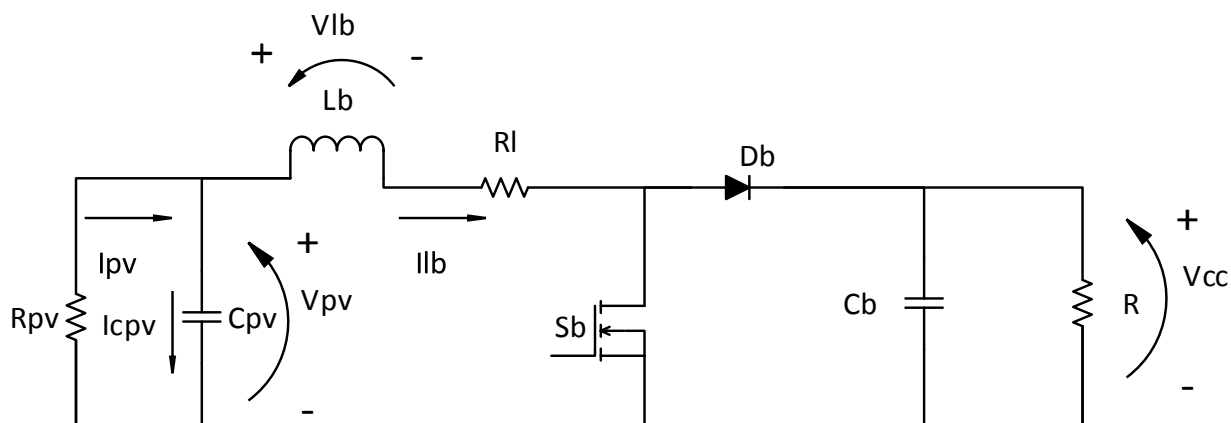 Vlb
+ -
Lb
Rl
Db
Ipv
+
Vpv
-
Ilb
Rpv
Icpv
Cpv
Sb
Cb
R
+
Vcc
-